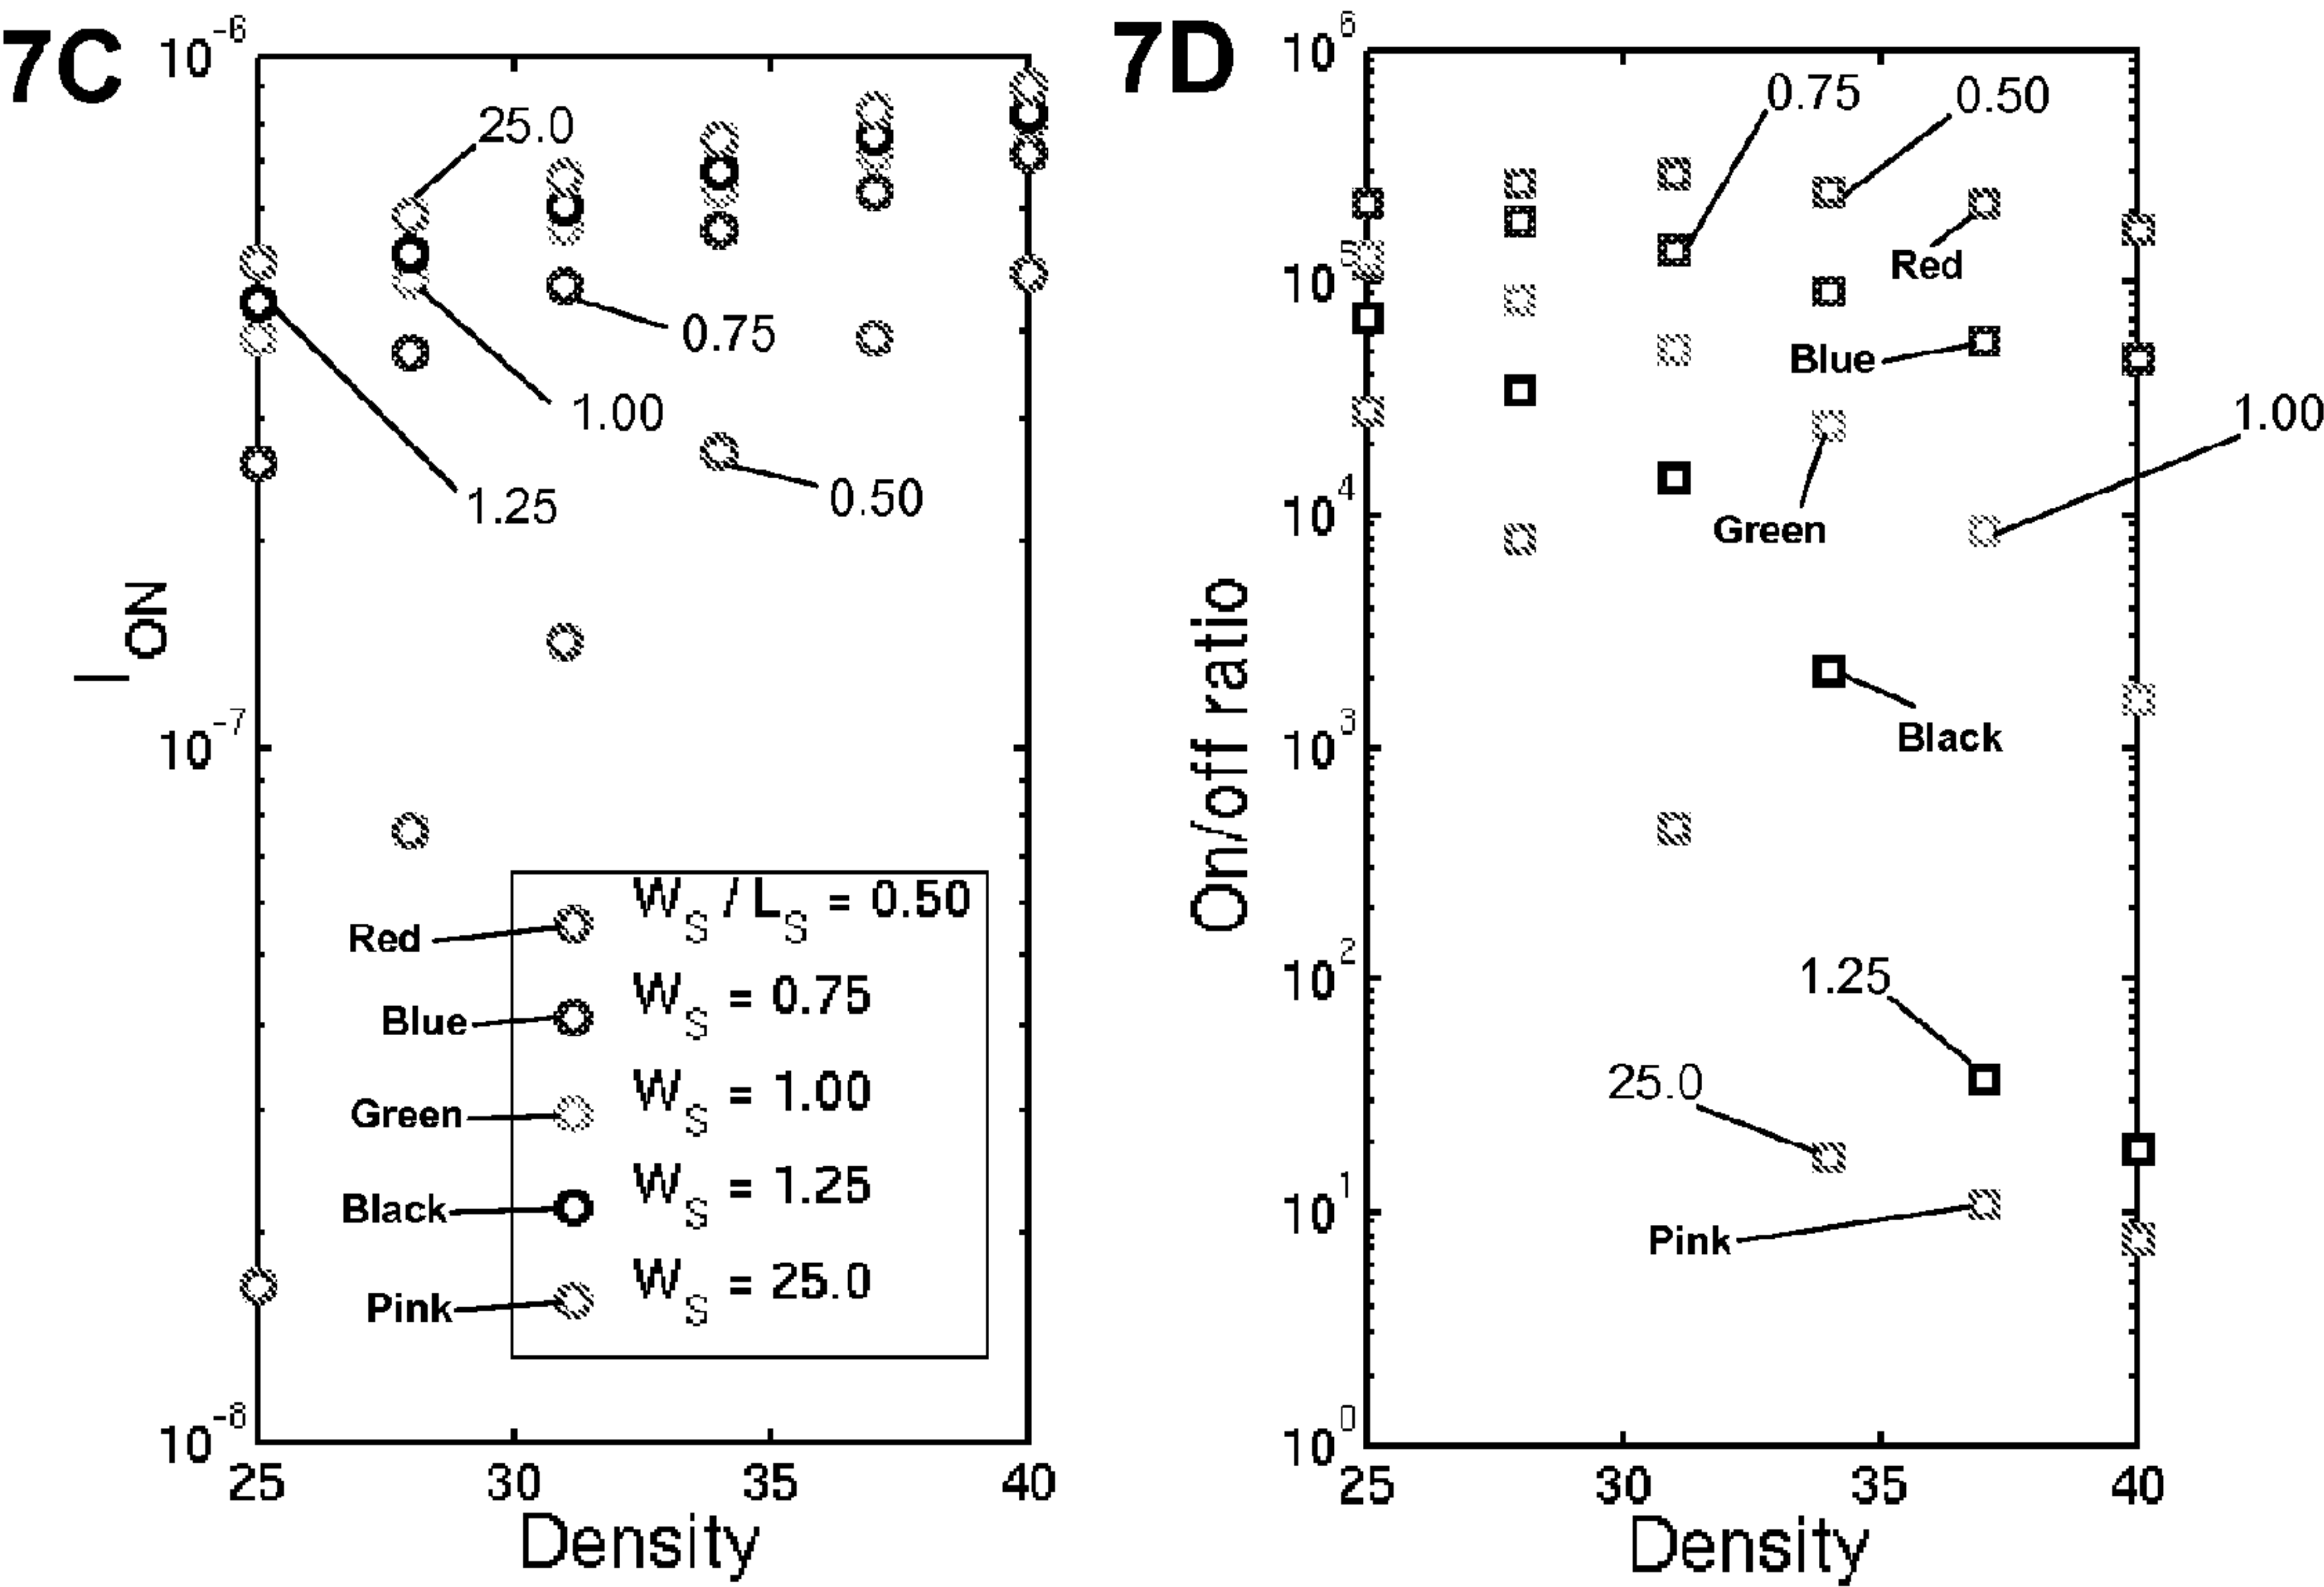 7C
10^-6
25.0
0.75
1.00
1.25
0.50
I_ON
10^-7
W_S / L_S = 0.50
Red
W_S = 0.75
Blue
W_S = 1.00
Green
W_S = 1.25
Black
W_S = 25.0
Pink
10^-8
25 30 35 40
Density
7D
10^6
0.75
0.50
Red
10^5
Blue
1.00
10^4
Green
On/off ratio
10^3
Black
10^2
1.25
25.0
10^1
Pink
10^0
25 30 35 40
Density